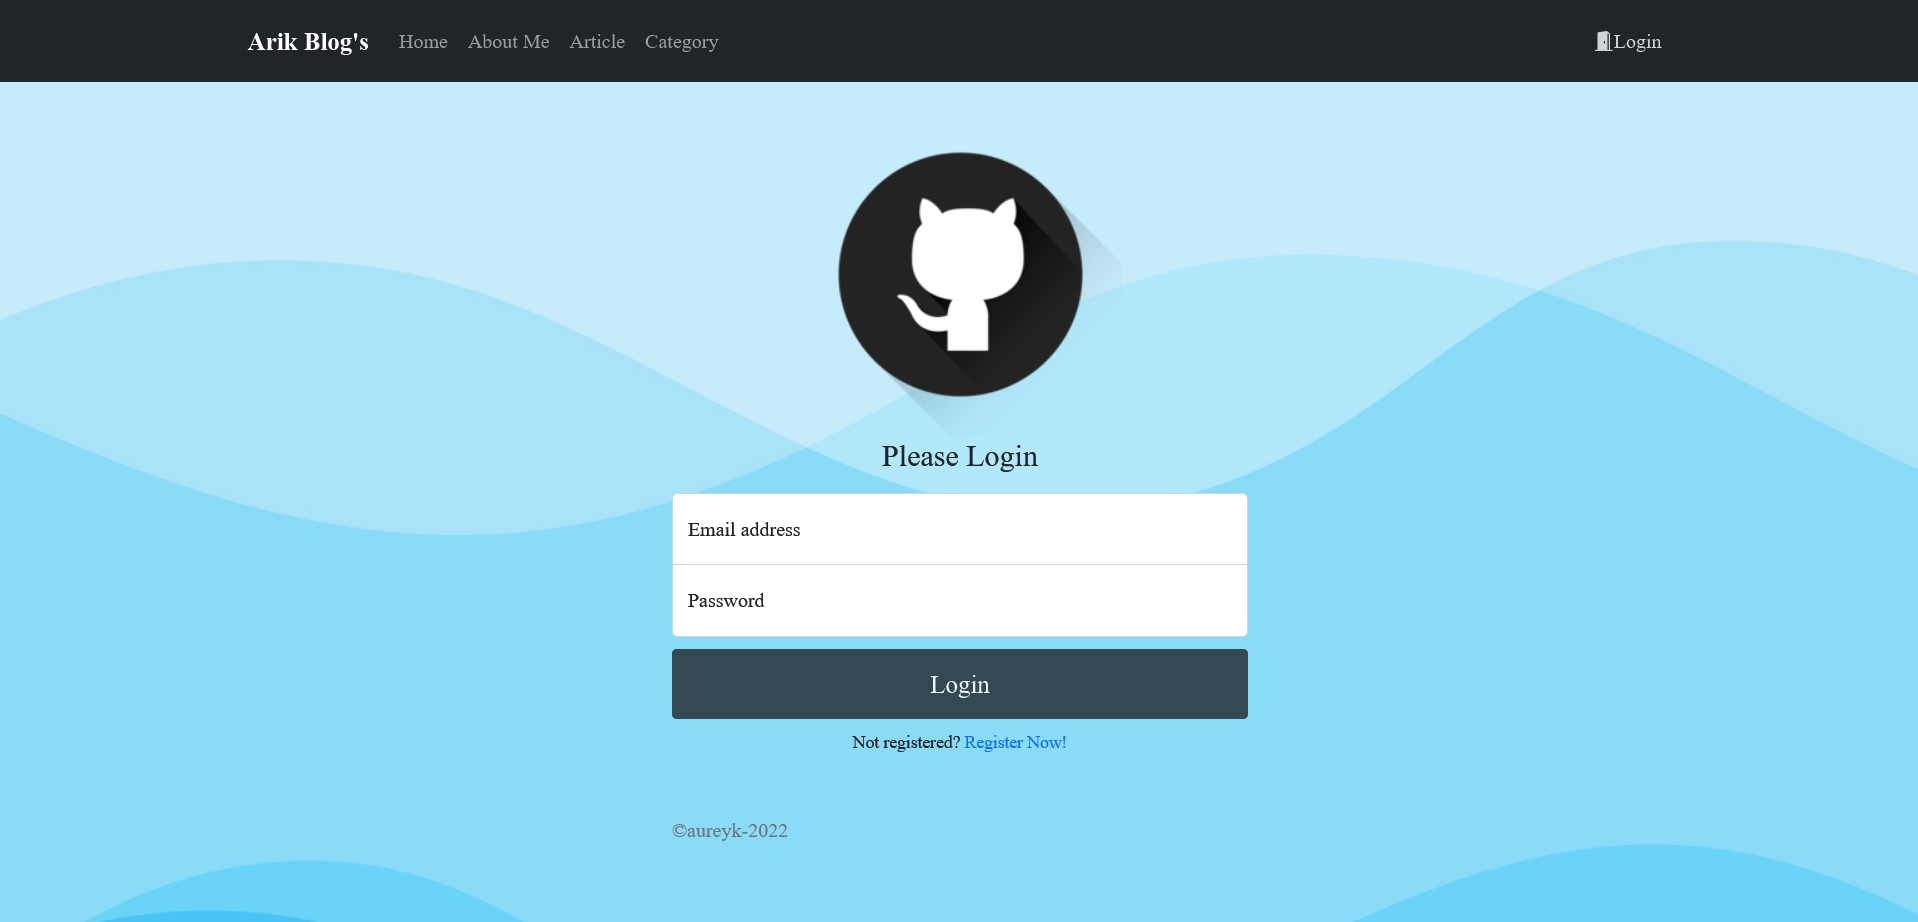 Arik Blog's Home About Me Article Category Login
Please Login
Email address
Password
Login
Not registered? Register Now!
©aureyk-2022